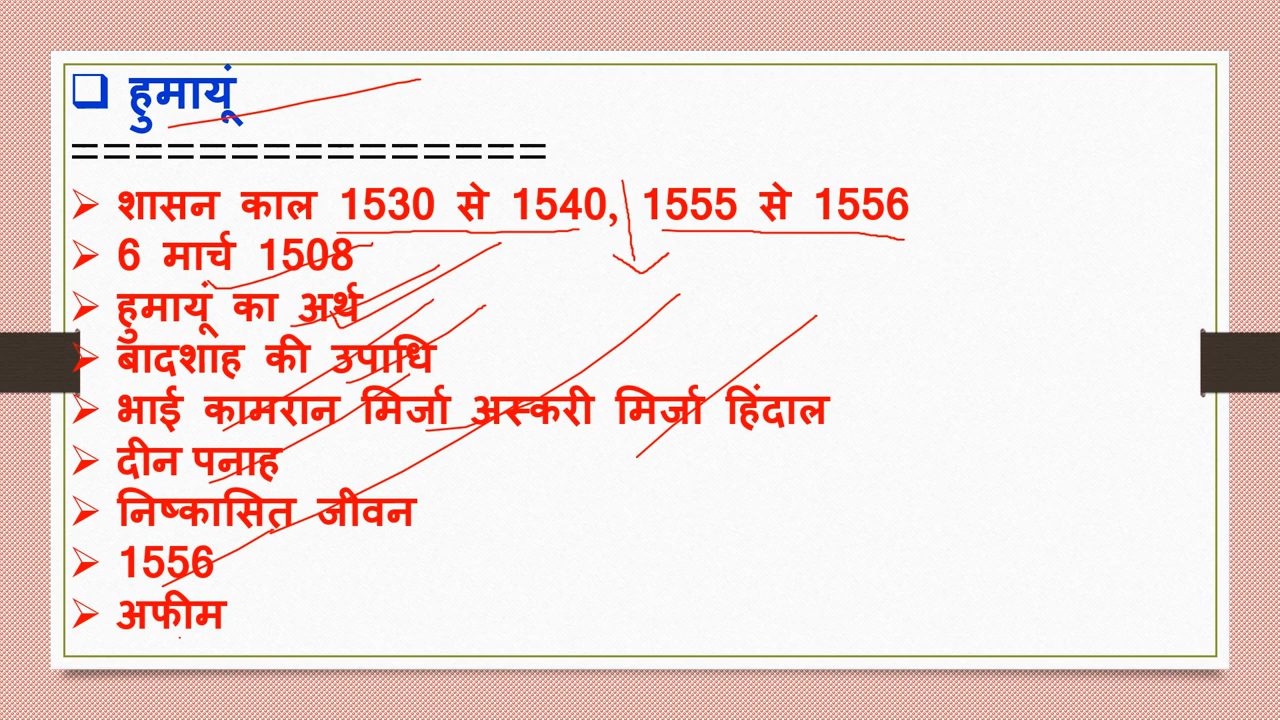 ❑ हुमायूं
===============
➢ शासन काल 1530 से 1540, 1555 से 1556
➢ 6 मार्च 1508
➢ हुमायूं का अर्थ
➢ बादशाह की उपाधि
➢ भाई कामरान मिर्जा अस्करी मिर्जा हिंदाल
➢ दीन पनाह
➢ निष्कासित जीवन
➢ 1556
➢ अफीम